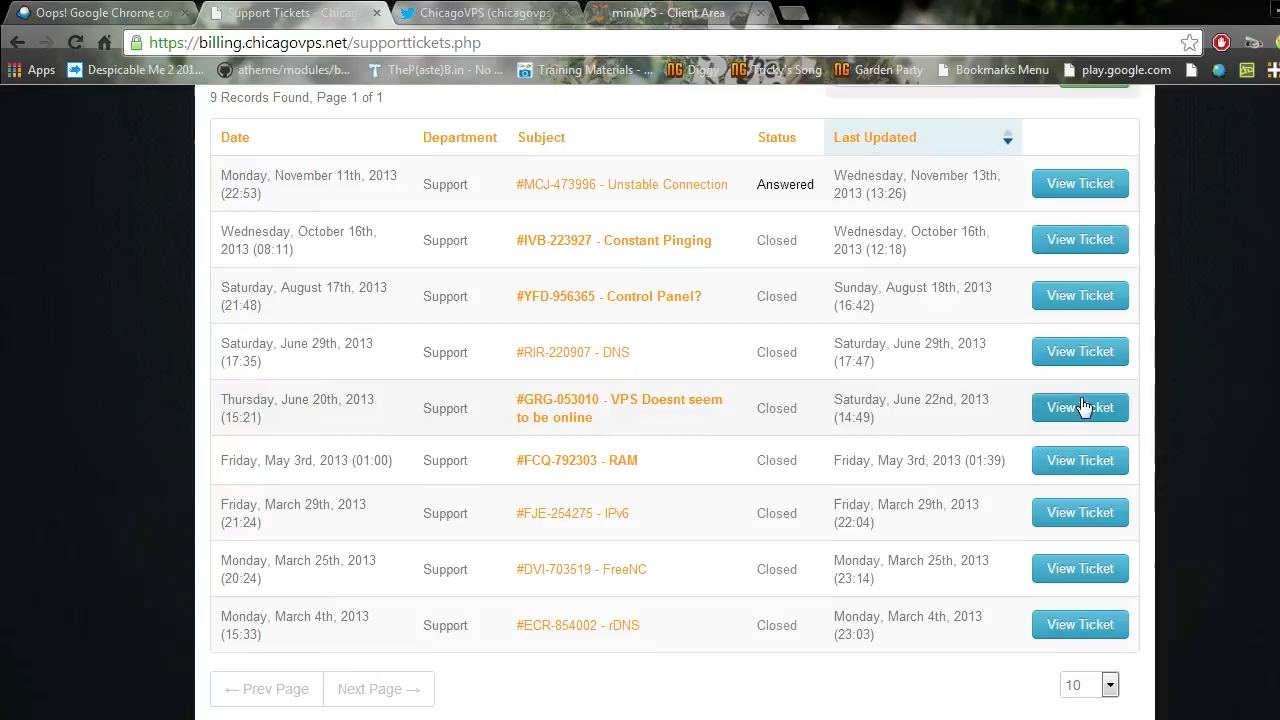 Oops! Google Chrome co
Support Tickets - Chicag
ChicagoVPS (chicagovps)
miniVPS - Client Area
https://billing.chicagovps.net/supporttickets.php
Apps
Despicable Me 2 201...
atheme/modules/b...
TheP(aste)B.in - No ...
Training Materials - ...
Diggy
Tricky's Song
Garden Party
Bookmarks Menu
play.google.com
9 Records Found, Page 1 of 1
Date Department Subject Status Last Updated
Monday, November 11th, 2013
(22:53)
Support
#MCJ-473996 - Unstable Connection
Answered
Wednesday, November 13th,
2013 (13:26)
View Ticket
Wednesday, October 16th,
2013 (08:11)
Support
#IVB-223927 - Constant Pinging
Closed
Wednesday, October 16th,
2013 (12:18)
View Ticket
Saturday, August 17th, 2013
(21:48)
Support
#YFD-956365 - Control Panel?
Closed
Sunday, August 18th, 2013
(16:42)
View Ticket
Saturday, June 29th, 2013
(17:35)
Support
#RIR-220907 - DNS
Closed
Saturday, June 29th, 2013
(17:47)
View Ticket
Thursday, June 20th, 2013
(15:21)
Support
#GRG-053010 - VPS Doesnt seem
to be online
Closed
Saturday, June 22nd, 2013
(14:49)
View Ticket
Friday, May 3rd, 2013 (01:00)
Support
#FCQ-792303 - RAM
Closed
Friday, May 3rd, 2013 (01:39)
View Ticket
Friday, March 29th, 2013
(21:24)
Support
#FJE-254275 - IPv6
Closed
Friday, March 29th, 2013
(22:04)
View Ticket
Monday, March 25th, 2013
(20:24)
Support
#DVI-703519 - FreeNC
Closed
Monday, March 25th, 2013
(23:14)
View Ticket
Monday, March 4th, 2013
(15:33)
Support
#ECR-854002 - rDNS
Closed
Monday, March 4th, 2013
(23:03)
View Ticket
← Prev Page
Next Page →
10